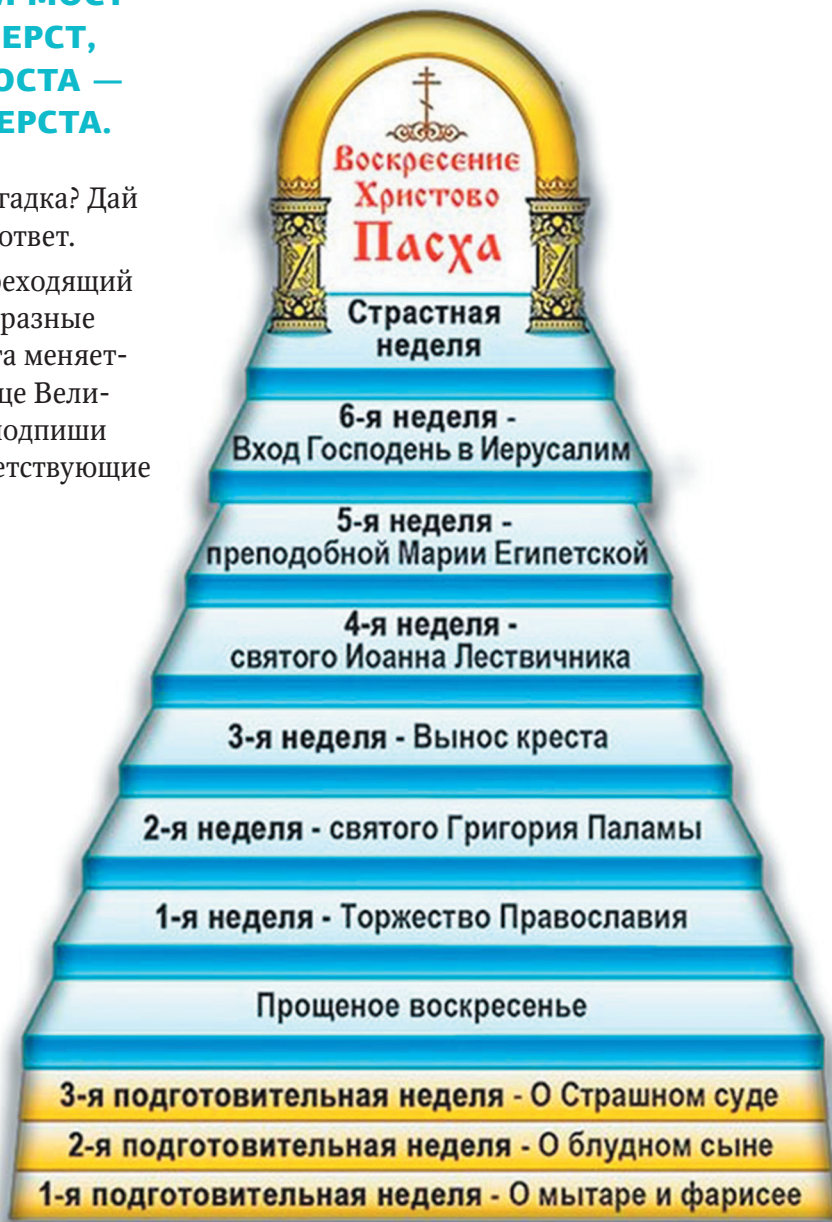 ЕРСТ,
ОСТА —
ЕРСТА.
гадка? Дай
ответ.
реходящий
разные
та меняет-
це Вели-
подпиши
етствующие
Воскресение
Христово
Пасха
Страстная
неделя
6-я неделя -
Вход Господень в Иерусалим
5-я неделя -
преподобной Марии Египетской
4-я неделя -
святого Иоанна Лествичника
3-я неделя - Вынос креста
2-я неделя - святого Григория Паламы
1-я неделя - Торжество Православия
Прощеное воскресенье
3-я подготовительная неделя - О Страшном суде
2-я подготовительная неделя - О блудном сыне
1-я подготовительная неделя - О мытаре и фарисее